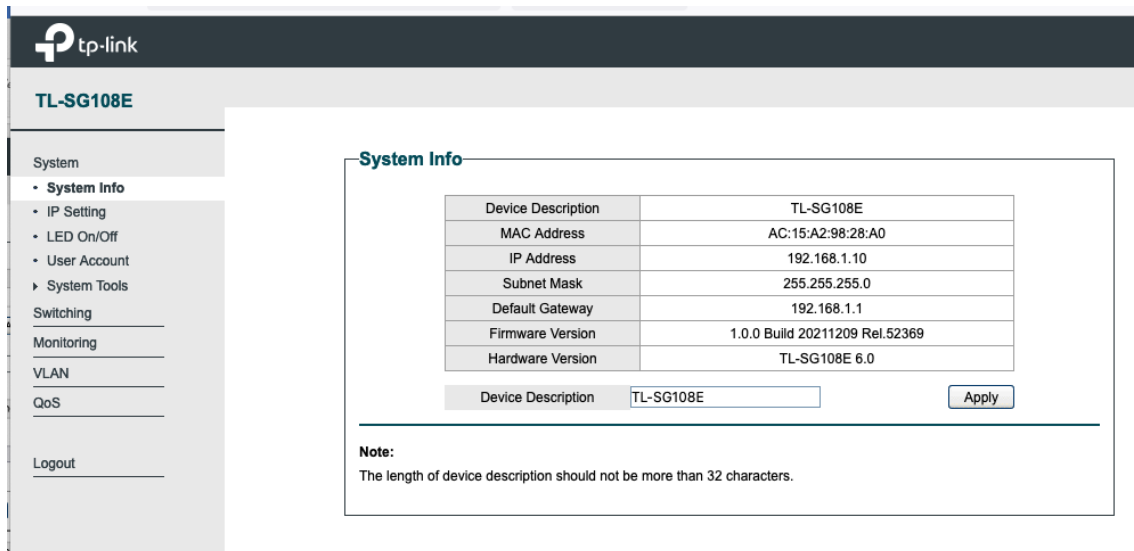 tp-link
TL-SG108E
System
System Info
IP Setting
LED On/Off
User Account
System Tools
Switching
Monitoring
VLAN
QoS
Logout
System Info
Device Description TL-SG108E
MAC Address AC:15:A2:98:28:A0
IP Address 192.168.1.10
Subnet Mask 255.255.255.0
Default Gateway 192.168.1.1
Firmware Version 1.0.0 Build 20211209 Rel.52369
Hardware Version TL-SG108E 6.0
Device Description TL-SG108E Apply
Note:
The length of device description should not be more than 32 characters.